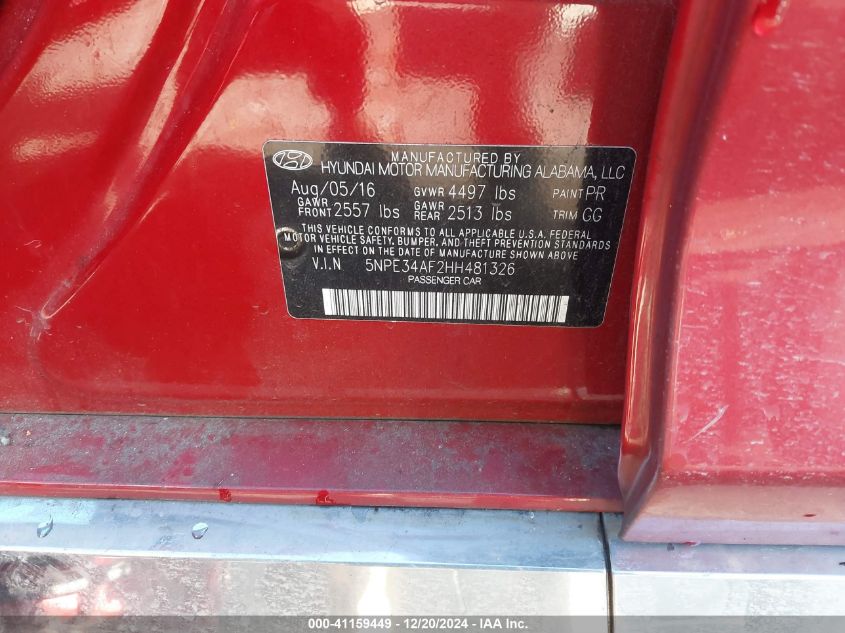 MANUFACTURED BY
HYUNDAI MOTOR MANUFACTURING ALABAMA, LLC
Aug/05/16 GVWR 4497 lbs PAINT PR
GAWR FRONT 2557 lbs GAWR REAR 2513 lbs TRIM GG
THIS VEHICLE CONFORMS TO ALL APPLICABLE U.S.A. FEDERAL
MOTOR VEHICLE SAFETY, BUMPER, AND THEFT PREVENTION STANDARDS
IN EFFECT ON THE DATE OF MANUFACTURE SHOWN ABOVE.
V.I.N 5NPE34AF2HH481326
PASSENGER CAR
000-41159449 - 12/20/2024 - IAA Inc.